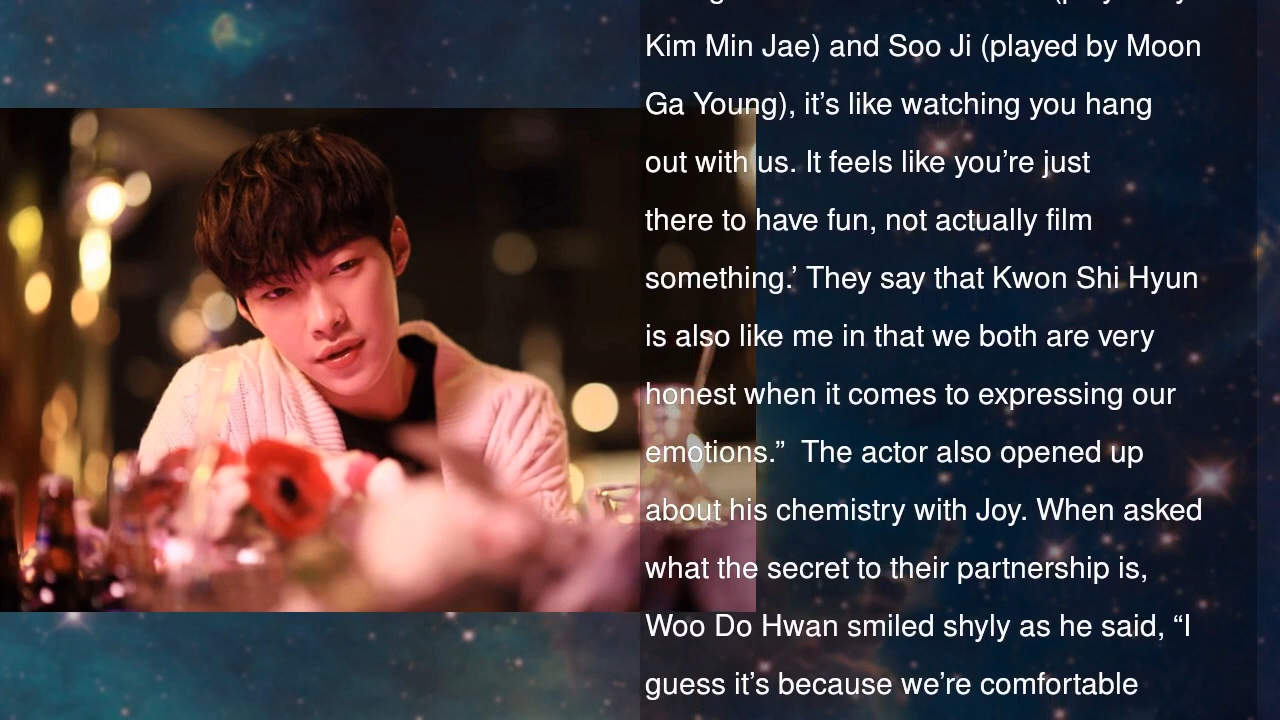 Kim Min Jae) and Soo Ji (played by Moon
Ga Young), it’s like watching you hang
out with us. It feels like you’re just
there to have fun, not actually film
something.’ They say that Kwon Shi Hyun
is also like me in that we both are very
honest when it comes to expressing our
emotions.”  The actor also opened up
about his chemistry with Joy. When asked
what the secret to their partnership is,
Woo Do Hwan smiled shyly as he said, “I
guess it’s because we’re comfortable